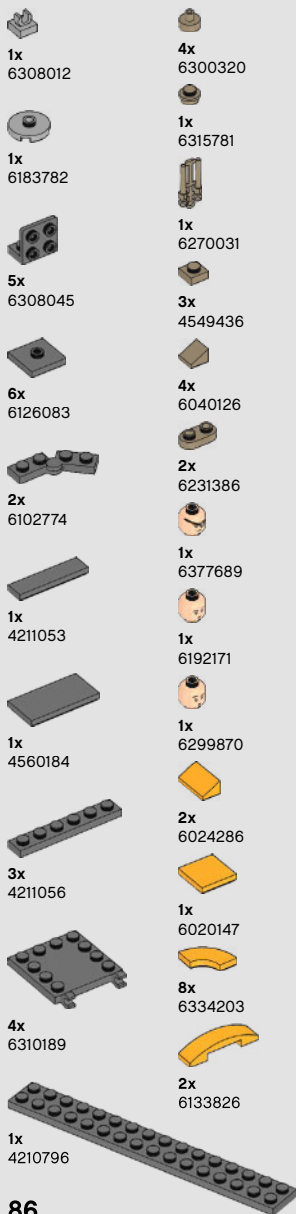 1x
6308012
1x
6183782
5x
6308045
6x
6126083
2x
6102774
1x
4211053
1x
4560184
3x
4211056
4x
6310189
1x
4210796
4x
6300320
1x
6315781
1x
6270031
3x
4549436
4x
6040126
2x
6231386
1x
6377689
1x
6192171
1x
6299870
2x
6024286
1x
6020147
8x
6334203
2x
6133826
86